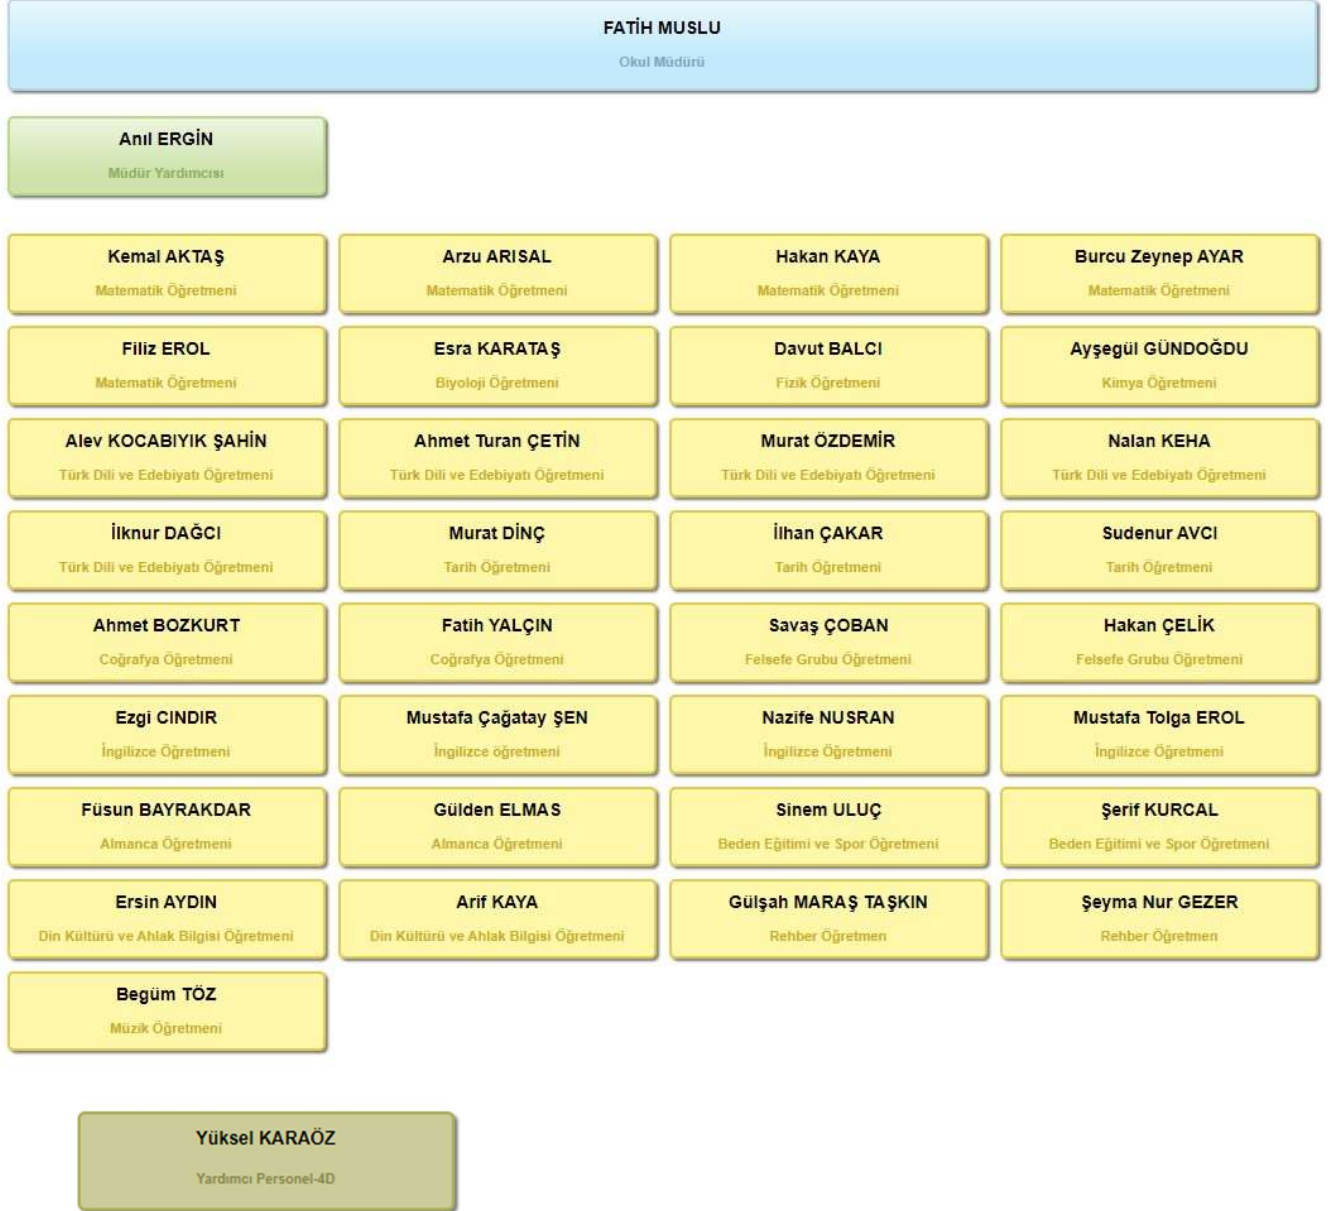 FATİH MUSLU
Okul Müdürü
Anıl ERGİN
Müdür Yardımcısı
Kemal AKTAŞ
Matematik Öğretmeni
Arzu ARISAL
Matematik Öğretmeni
Hakan KAYA
Matematik Öğretmeni
Burcu Zeynep AYAR
Matematik Öğretmeni
Filiz EROL
Matematik Öğretmeni
Esra KARATAŞ
Biyoloji Öğretmeni
Davut BALCI
Fizik Öğretmeni
Ayşegül GÜNDOĞDU
Kimya Öğretmeni
Alev KOCABIYIK ŞAHİN
Türk Dili ve Edebiyatı Öğretmeni
Ahmet Turan ÇETİN
Türk Dili ve Edebiyatı Öğretmeni
Murat ÖZDEMİR
Türk Dili ve Edebiyatı Öğretmeni
Nalan KEHA
Türk Dili ve Edebiyatı Öğretmeni
İlknur DAĞCI
Türk Dili ve Edebiyatı Öğretmeni
Murat DİNÇ
Tarih Öğretmeni
İlhan ÇAKAR
Tarih Öğretmeni
Sudenur AVCI
Tarih Öğretmeni
Ahmet BOZKURT
Coğrafya Öğretmeni
Fatih YALÇIN
Coğrafya Öğretmeni
Savaş ÇOBAN
Felsefe Grubu Öğretmeni
Hakan ÇELİK
Felsefe Grubu Öğretmeni
Ezgi CINDIR
İngilizce Öğretmeni
Mustafa Çağatay ŞEN
İngilizce öğretmeni
Nazife NUSRAN
İngilizce Öğretmeni
Mustafa Tolga EROL
İngilizce Öğretmeni
Füsun BAYRAKDAR
Almanca Öğretmeni
Gülden ELMAS
Almanca Öğretmeni
Sinem ULUÇ
Beden Eğitimi ve Spor Öğretmeni
Şerif KURCAL
Beden Eğitimi ve Spor Öğretmeni
Ersin AYDIN
Din Kültürü ve Ahlak Bilgisi Öğretmeni
Arif KAYA
Din Kültürü ve Ahlak Bilgisi Öğretmeni
Gülşah MARAŞ TAŞKIN
Rehber Öğretmen
Şeyma Nur GEZER
Rehber Öğretmen
Begüm TÖZ
Müzik Öğretmeni
Yüksel KARAÖZ
Yardımcı Personel-4D